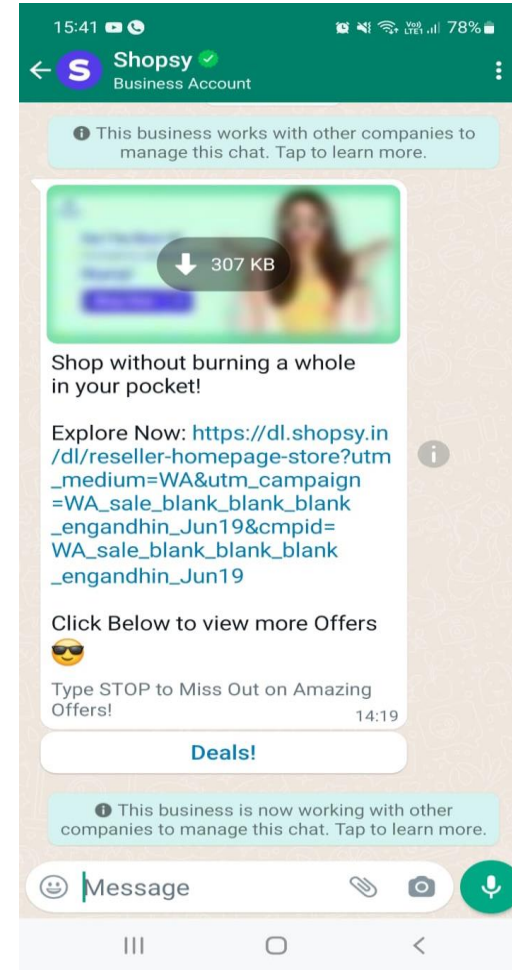 15:41
Vo))
LTE1
78%
S
Shopsy
Business Account
This business works with other companies to
manage this chat. Tap to learn more.
307 KB
Shop without burning a whole
in your pocket!
Explore Now: https://dl.shopsy.in
/dl/reseller-homepage-store?utm
_medium=WA&utm_campaign
=WA_sale_blank_blank_blank
_engandhin_Jun19&cmpid=
WA_sale_blank_blank_blank
_engandhin_Jun19
Click Below to view more Offers
😎
Type STOP to Miss Out on Amazing
Offers!
14:19
Deals!
This business is now working with other
companies to manage this chat. Tap to learn more.
Message